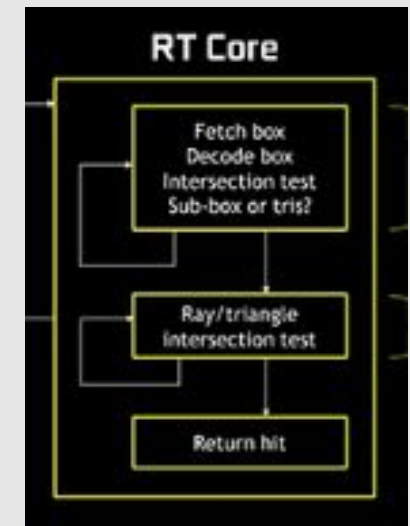 RT Core
Fetch box
Decode box
Intersection test
Sub-box or tris?
Ray/triangle
intersection test
Return hit